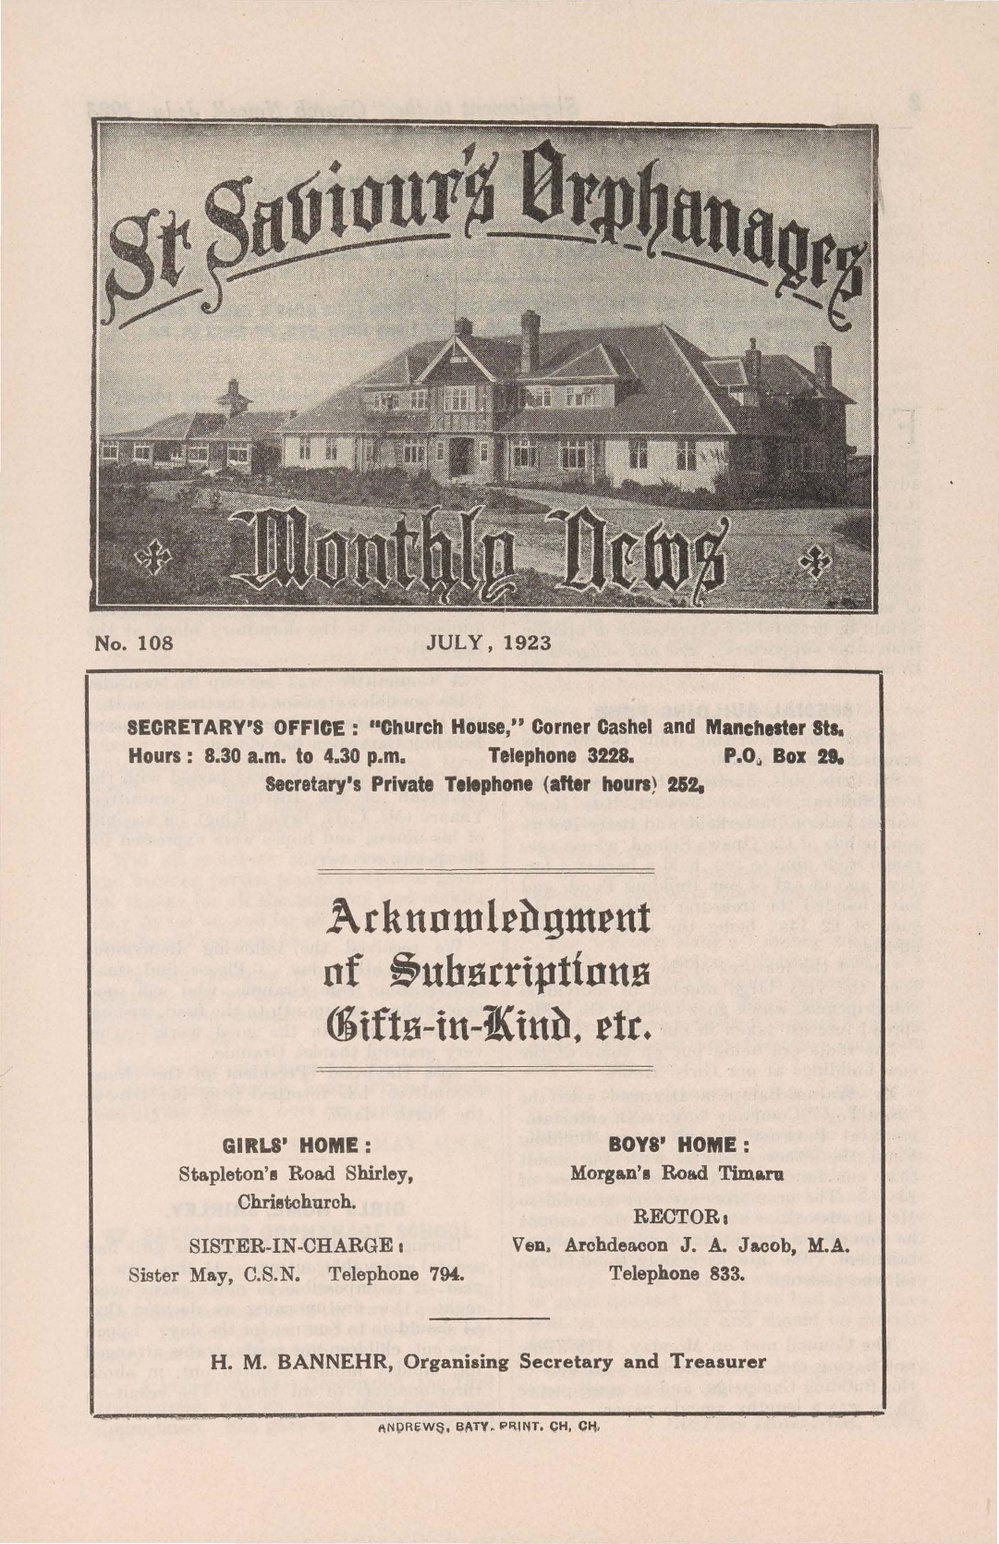 St Saviour's Orphanages
Monthly News
No. 108 JULY, 1923
SECRETARY'S OFFICE : "Church House," Corner Cashel and Manchester Sts.
Hours : 8.30 a.m. to 4.30 p.m. Telephone 3228. P.O. Box 29.
Secretary's Private Telephone (after hours) 252.
Acknowledgment
of Subscriptions
Gifts-in-Kind, etc.
GIRLS' HOME :
Stapleton's Road Shirley,
Christchurch.
SISTER-IN-CHARGE :
Sister May, C.S.N. Telephone 794.
BOYS' HOME :
Morgan's Road Timaru
RECTOR :
Ven. Archdeacon J. A. Jacob, M.A.
Telephone 833.
H. M. BANNEHR, Organising Secretary and Treasurer
ANDREWS, BATY. PRINT. CH, CH,